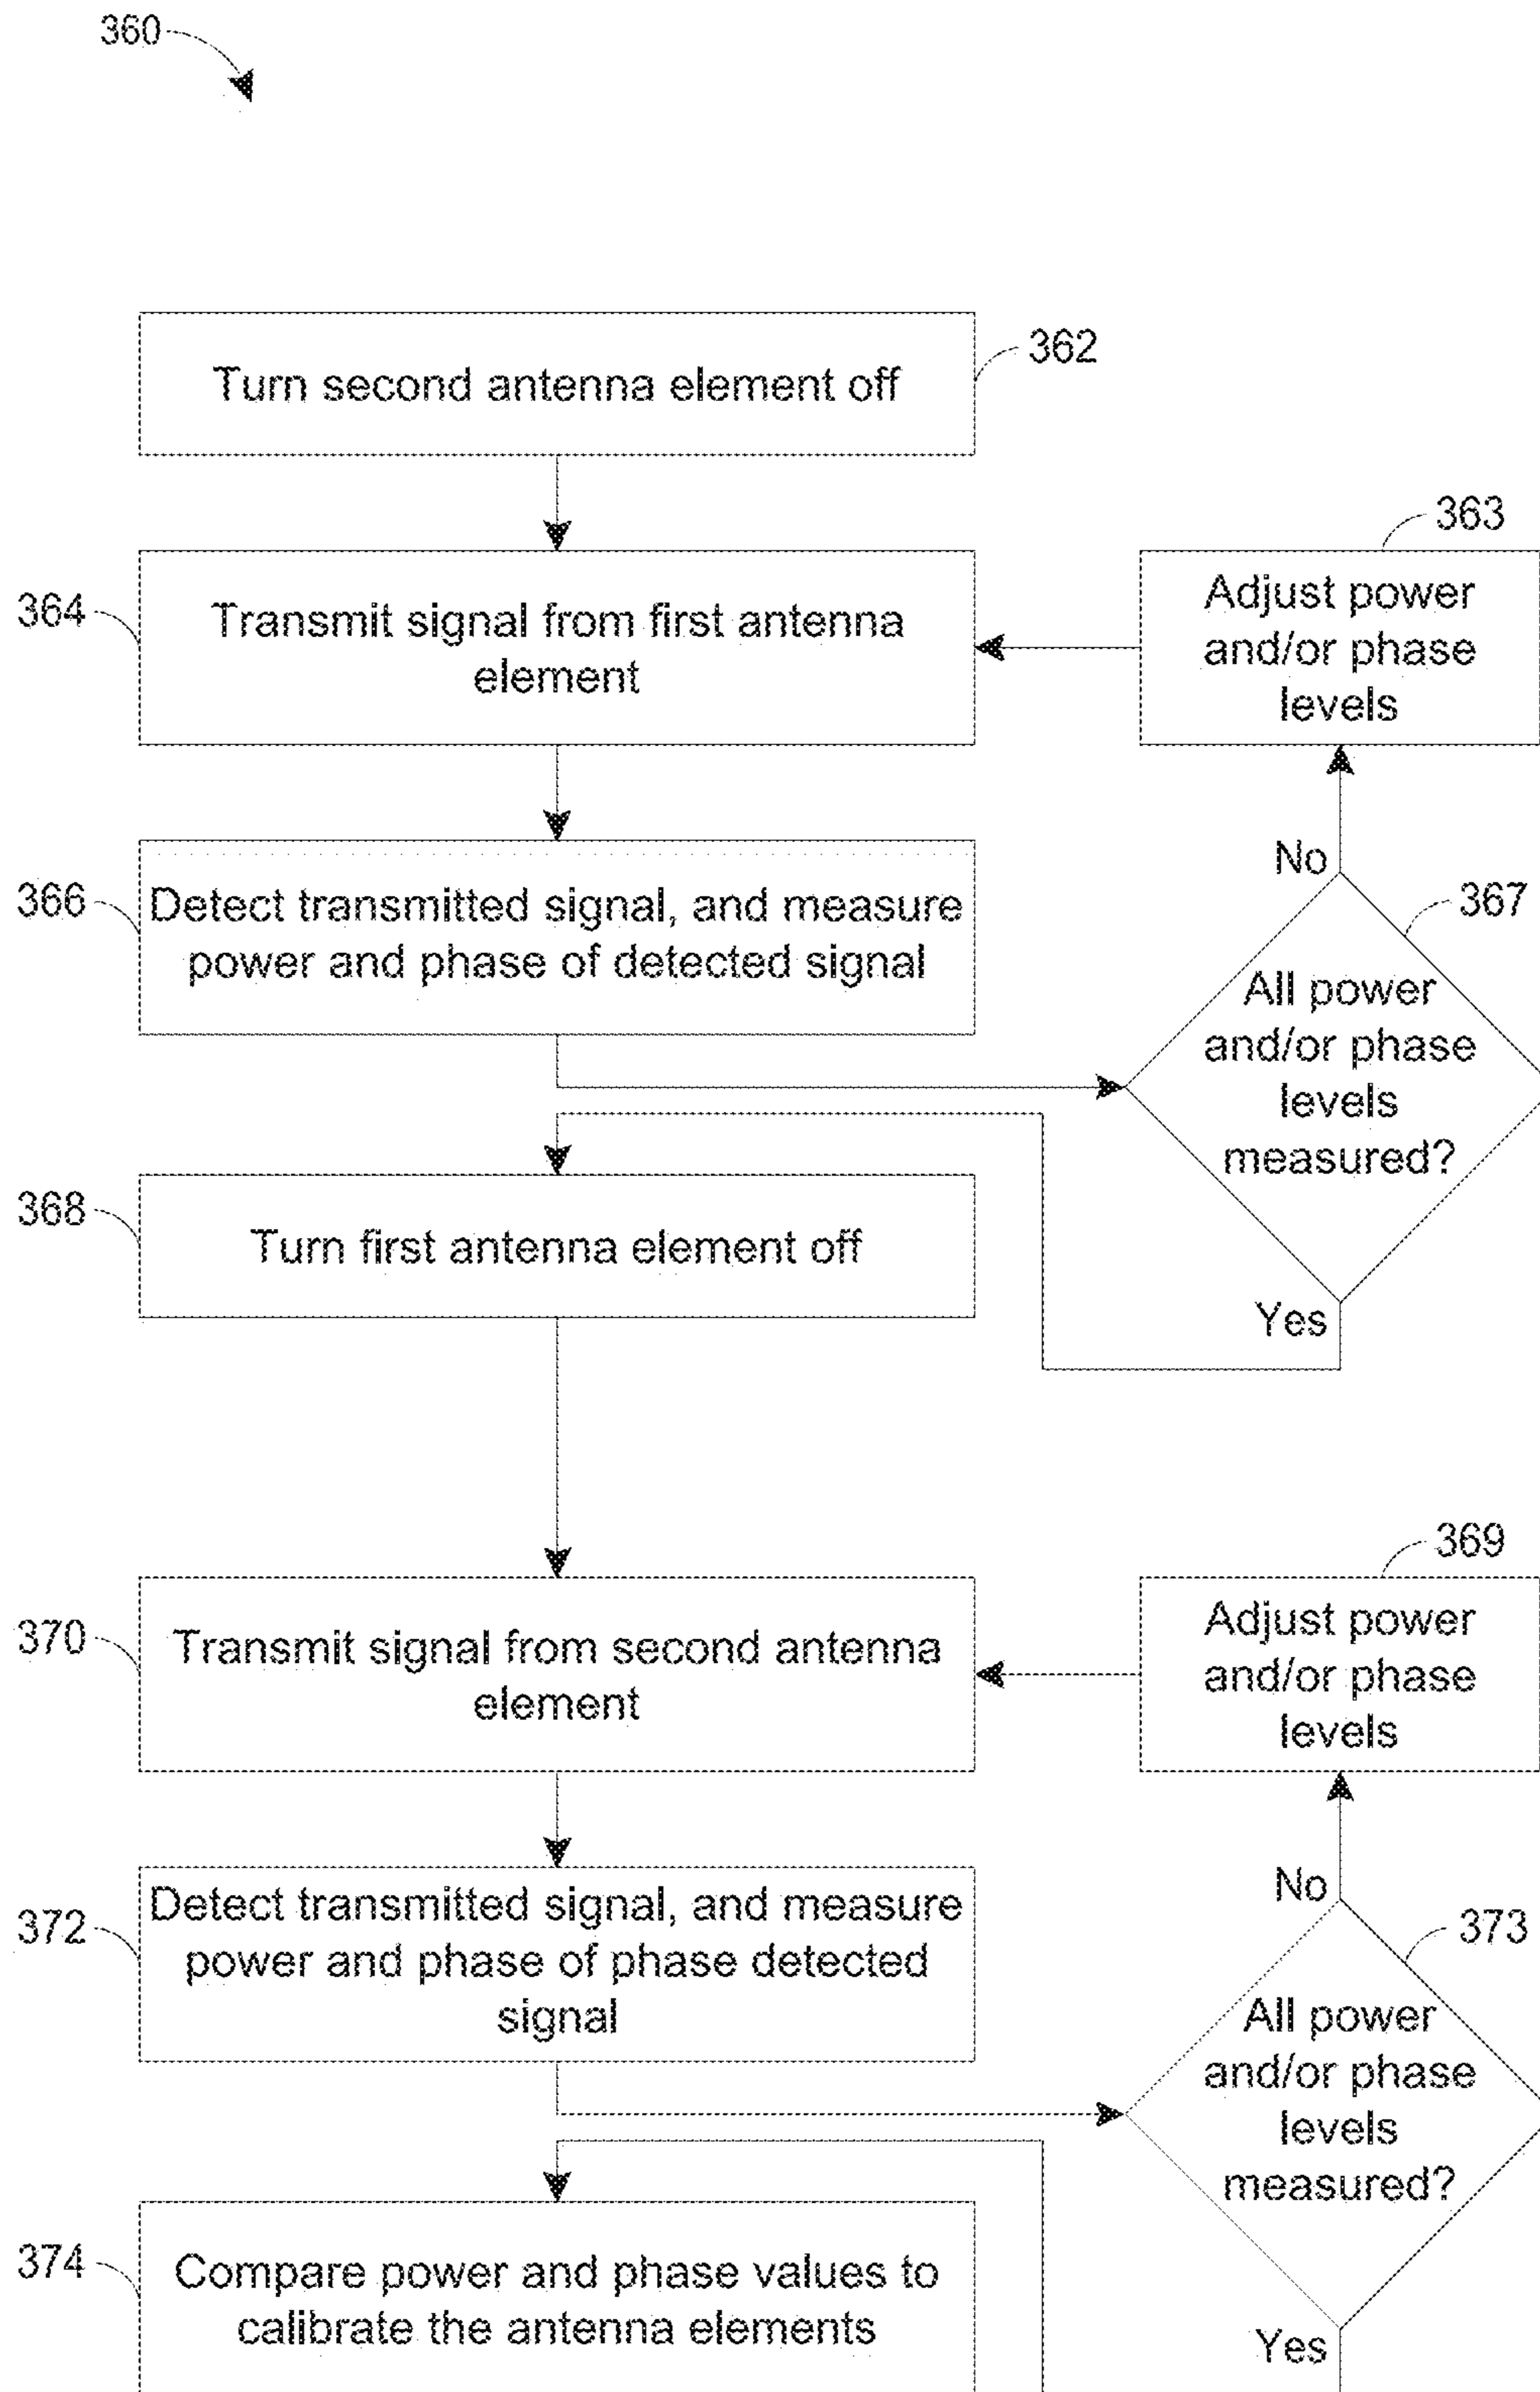 360
Turn second antenna element off
362
363
364
Transmit signal from first antenna
element
Adjust power
and/or phase
levels
366
Detect transmitted signal, and measure
power and phase of detected signal
No
367
All power
and/or phase
levels
measured?
368
Turn first antenna element off
Yes
369
370
Transmit signal from second antenna
element
Adjust power
and/or phase
levels
372
Detect transmitted signal, and measure
power and phase of phase detected
signal
No
373
All power
and/or phase
levels
measured?
374
Compare power and phase values to
calibrate the antenna elements
Yes